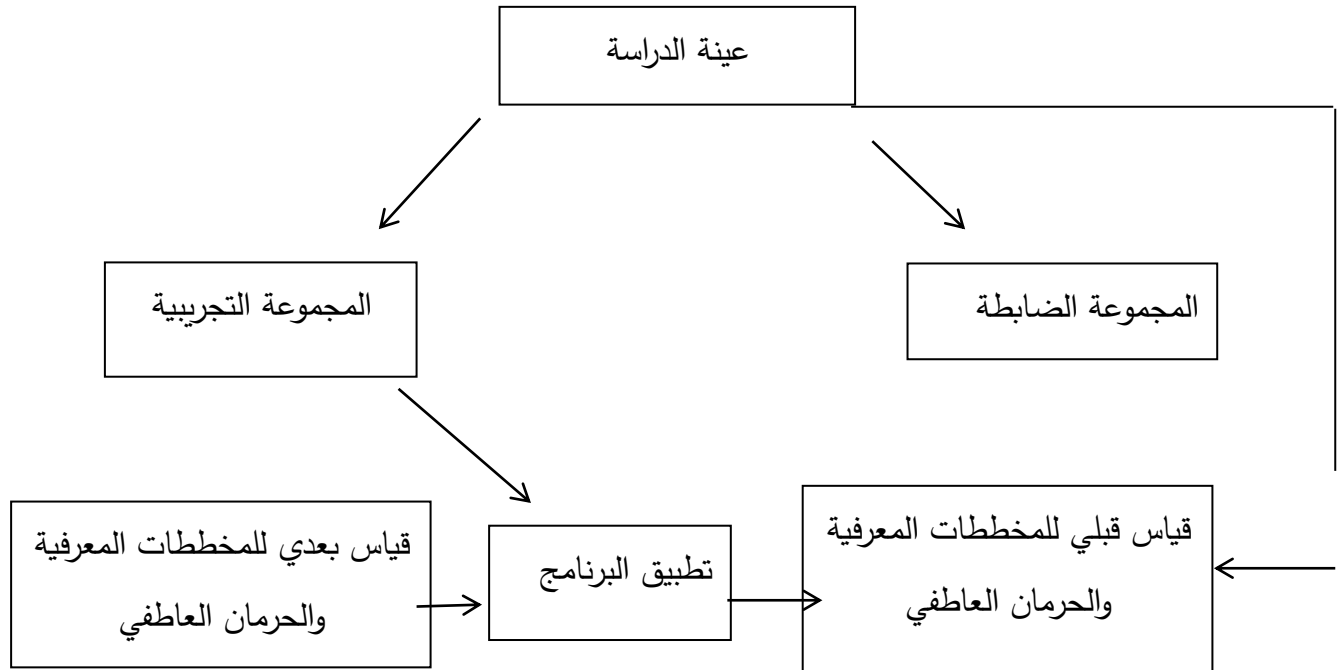 عينة الدراسة
المجموعة الضابطة
المجموعة التجريبية
قياس قبلي للمخططات المعرفية
والحرمان العاطفي
تطبيق البرنامج
قياس بعدي للمخططات المعرفية
والحرمان العاطفي